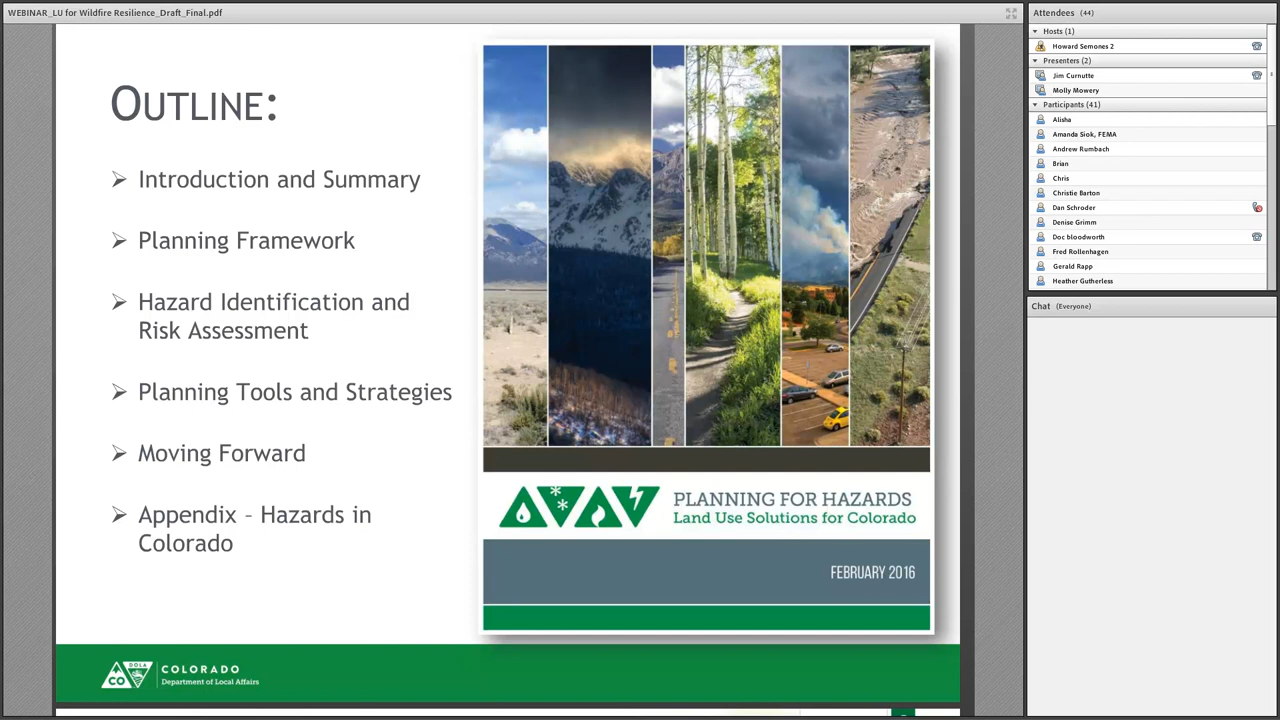 WEBINAR_LU for Wildfire Resilience_Draft_Final.pdf
OUTLINE:
Introduction and Summary
Planning Framework
Hazard Identification and
Risk Assessment
Planning Tools and Strategies
Moving Forward
Appendix – Hazards in
Colorado
PLANNING FOR HAZARDS
Land Use Solutions for Colorado
FEBRUARY 2016
CO
DOLA
COLORADO
Department of Local Affairs
Attendees (44)
Hosts (1)
Howard Semones 2
Presenters (2)
Jim Curnutte
Molly Mowery
Participants (41)
Alisha
Amanda Siok, FEMA
Andrew Rumbach
Brian
Chris
Christie Barton
Dan Schroder
Denise Grimm
Doc bloodworth
Fred Rollenhagen
Gerald Rapp
Heather Gutherless
Chat (Everyone)